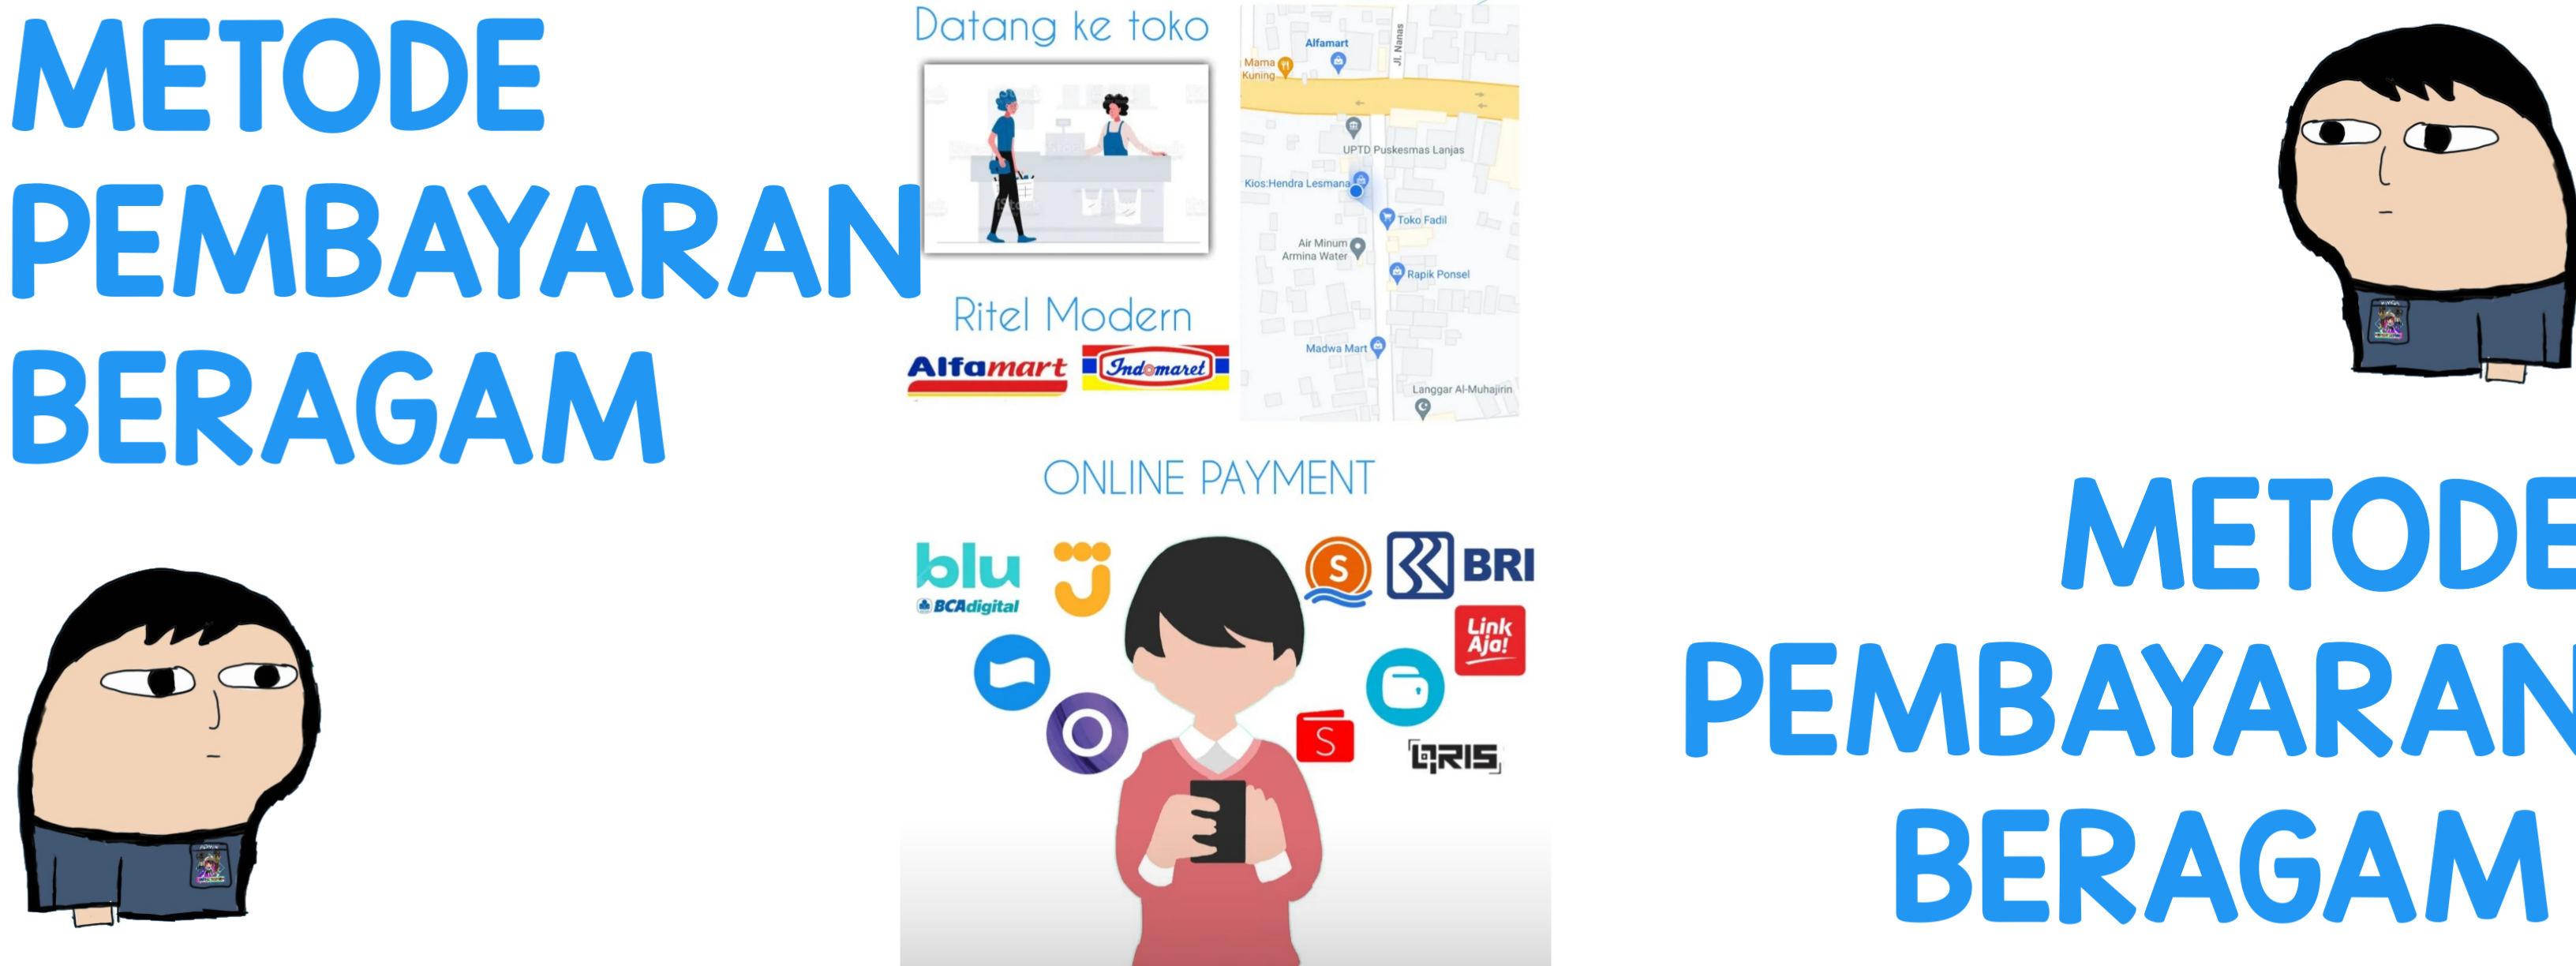 METODE
PEMBAYARAN
BERAGAM
Datang ke toko
Ritel Modern
Alfamart
Indomaret
Alfamart
Jl. Nanas
Mama
Kuning
UPTD Puskesmas Lanjas
Kios:Hendra Lesmana
Toko Fadil
Air Minum
Armina Water
Rapik Ponsel
Madwa Mart
Langgar Al-Muhajirin
ONLINE PAYMENT
blu
BCAdigital
S
BRI
Link
Aja!
S
QRIS
METODE
PEMBAYARAN
BERAGAM